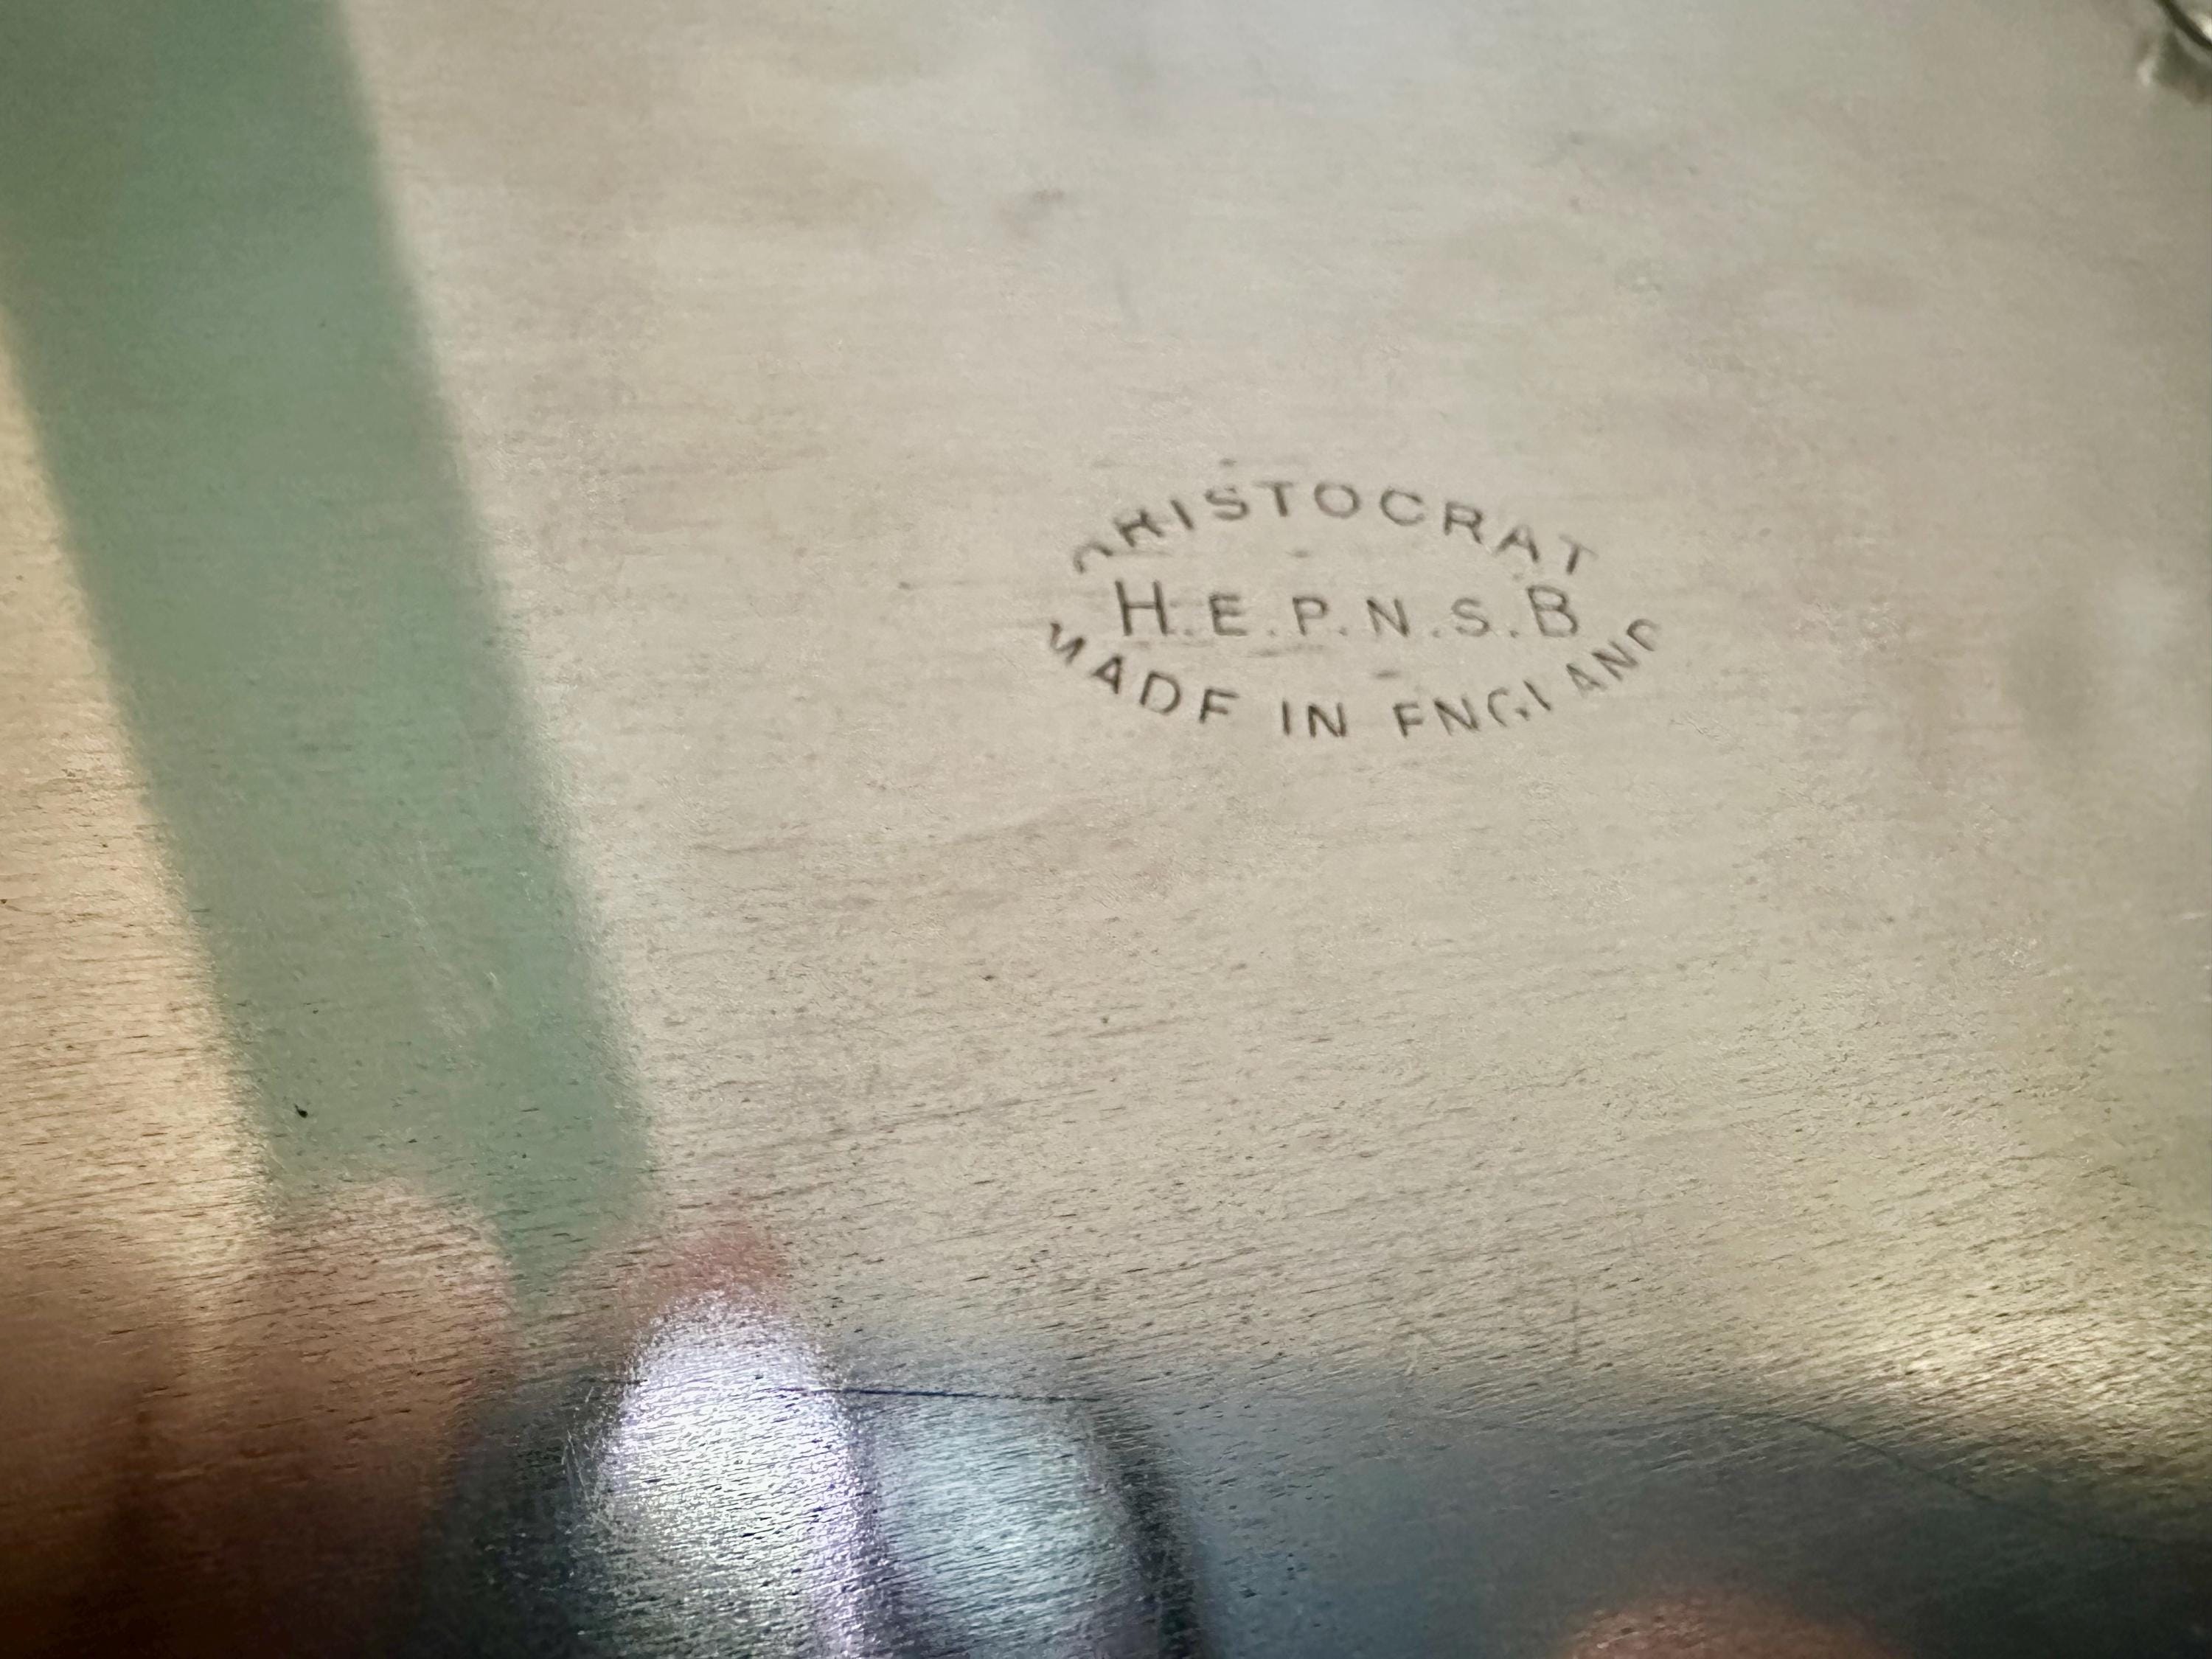 ARISTOCRAT
H.E.P.N.S.B
MADE IN ENGLAND